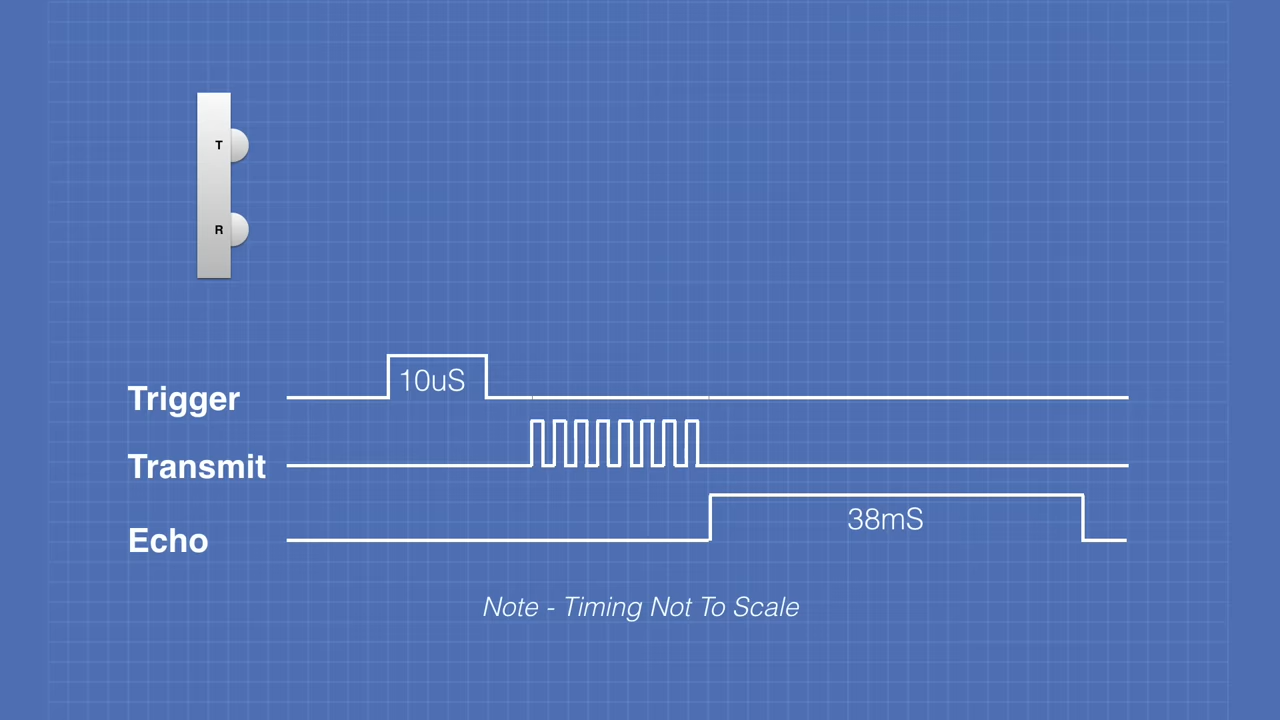 T
R
Trigger
10uS
Transmit
Echo
38mS
Note - Timing Not To Scale